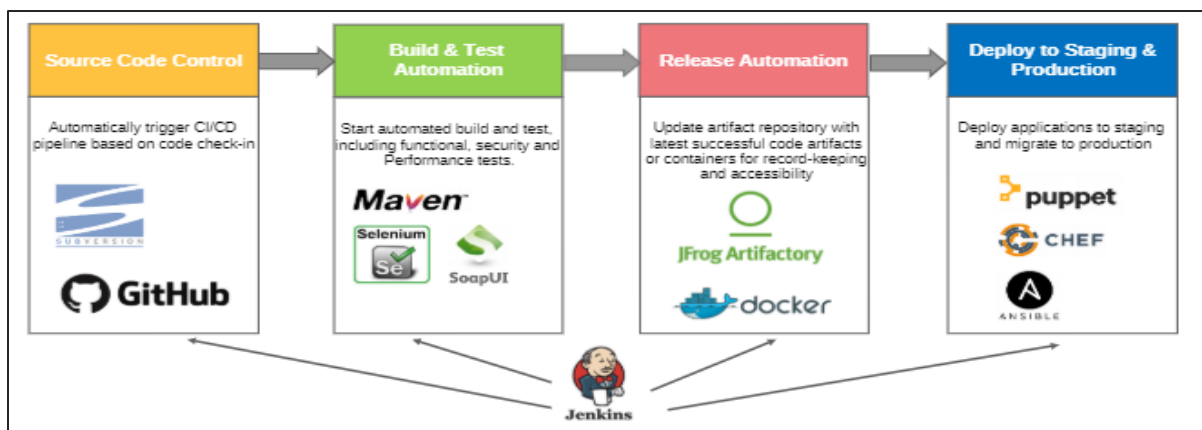 Source Code Control
Build & Test
Automation
Release Automation
Deploy to Staging &
Production
Automatically trigger CI/CD
pipeline based on code check-in
SUBVERSION
GitHub
Start automated build and test,
including functional, security and
Performance tests.
Maven™
Selenium
Se
SoapUI
Update artifact repository with
latest successful code artifacts
or containers for record-keeping
and accessibility
JFrog Artifactory
docker
Deploy applications to staging
and migrate to production
puppet
CHEF
A
ANSIBLE
Jenkins